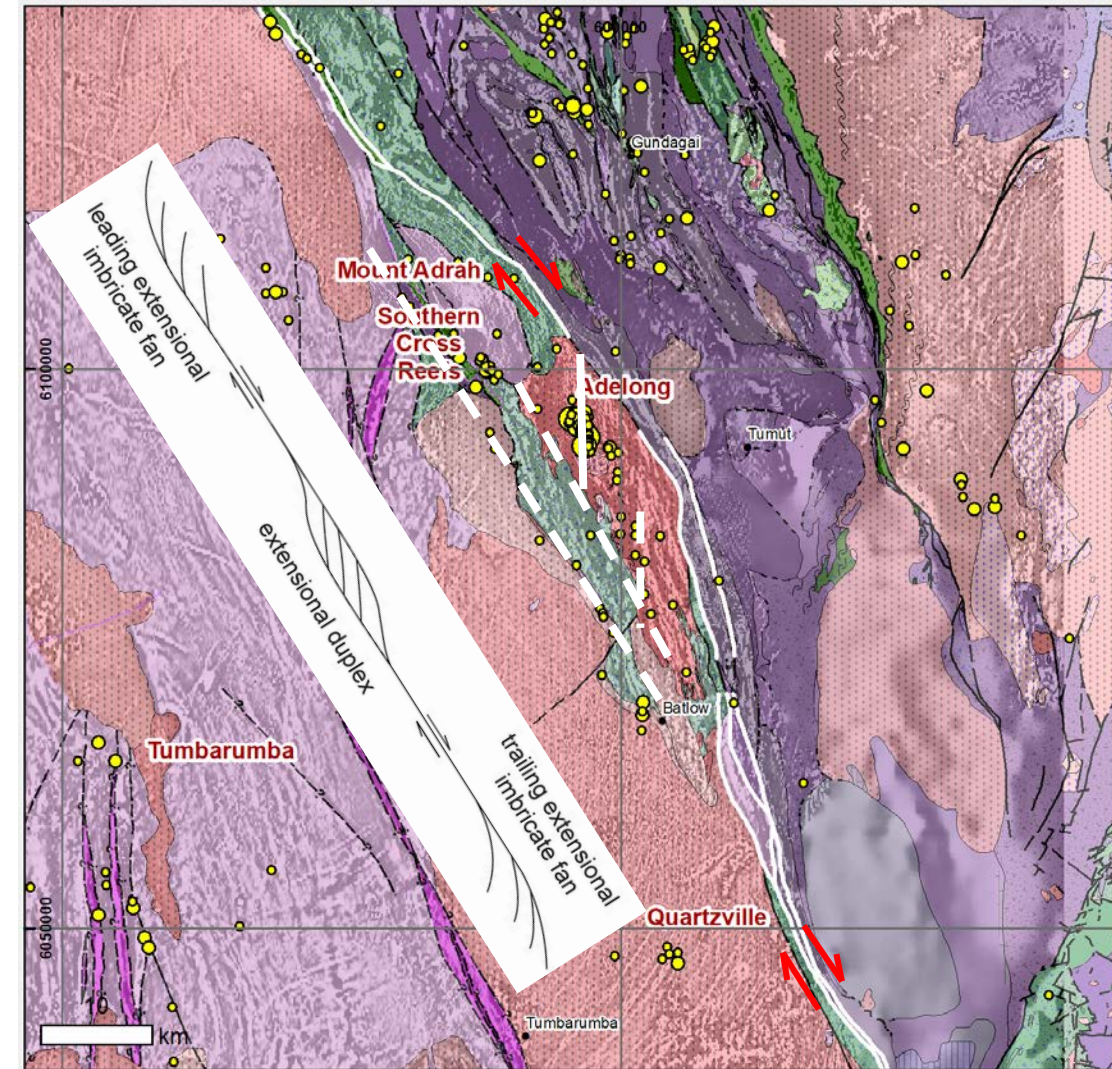 600000
Gundagai
leading extensional
imbricate fan
Mount Adrah
Southern
Cross
Reefs
6100000
Adelong
Tumut
extensional duplex
Batlow
Tumbarumba
trailing extensional
imbricate fan
Quartzville
6050000
10
km
Tumbarumba